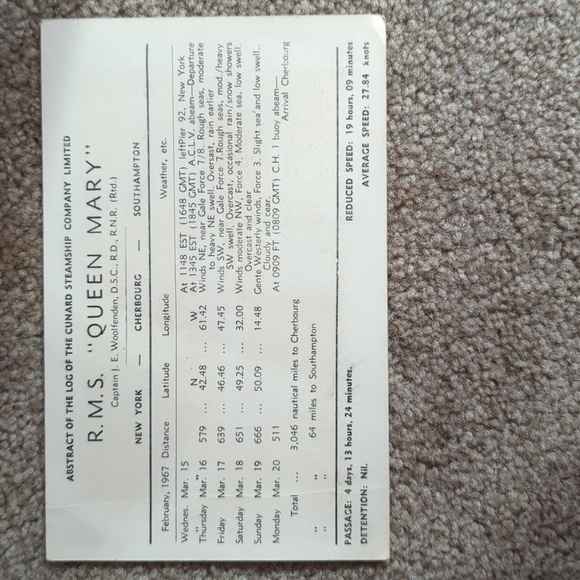 ABSTRACT OF THE LOG OF THE CUNARD STEAMSHIP COMPANY LIMITED
R.M.S. "QUEEN MARY"
Captain J. E. Woolfenden, D.S.C., R.D., R.N.R. (Rtd.)
NEW YORK — CHERBOURG — SOUTHAMPTON
February, 1967 Distance Latitude Longitude Weather, etc.
Wednes. Mar. 15 At 1148 EST (1648 GMT) leftPier 92, New York
" " N. W At 1345 EST (1845 GMT) A.C.L.V. abeam—Departure
Thursday Mar. 16 579 ... 42.48 ... 61.42 Winds NE, near Gale Force 7/8. Rough seas, moderate
to heavy NE swell. Oversast, rain earlier
Friday Mar. 17 639 ... 46.46 ... 47.45 Winds SW, near Gale Force 7.Rough seas, mod./heavy
SW swell. Overcast, occasional rain/snow showers
Saturday Mar. 18 651 ... 49.25 ... 32.00 Winds moderate NW, Force 4. Moderate sea, low swell.
Overcast and clear
Sunday Mar. 19 666 ... 50.09 ... 14.48 Gente Westerly winds, Force 3. Slight sea and low swell..
Cloudy and cear.
Monday Mar. 20 511 At 0909 FT (0809 GMT) C.H. 1 buoy abeam—
Arrival Cherbourg
Total ... 3,046 nautical miles to Cherbourg
" " 64 miles to Southampton
" "
PASSAGE: 4 days, 13 hours, 24 minutes. REDUCED SPEED: 19 hours, 09 minutes
DETENTION: Nil. AVERAGE SPEED: 27.84 knots